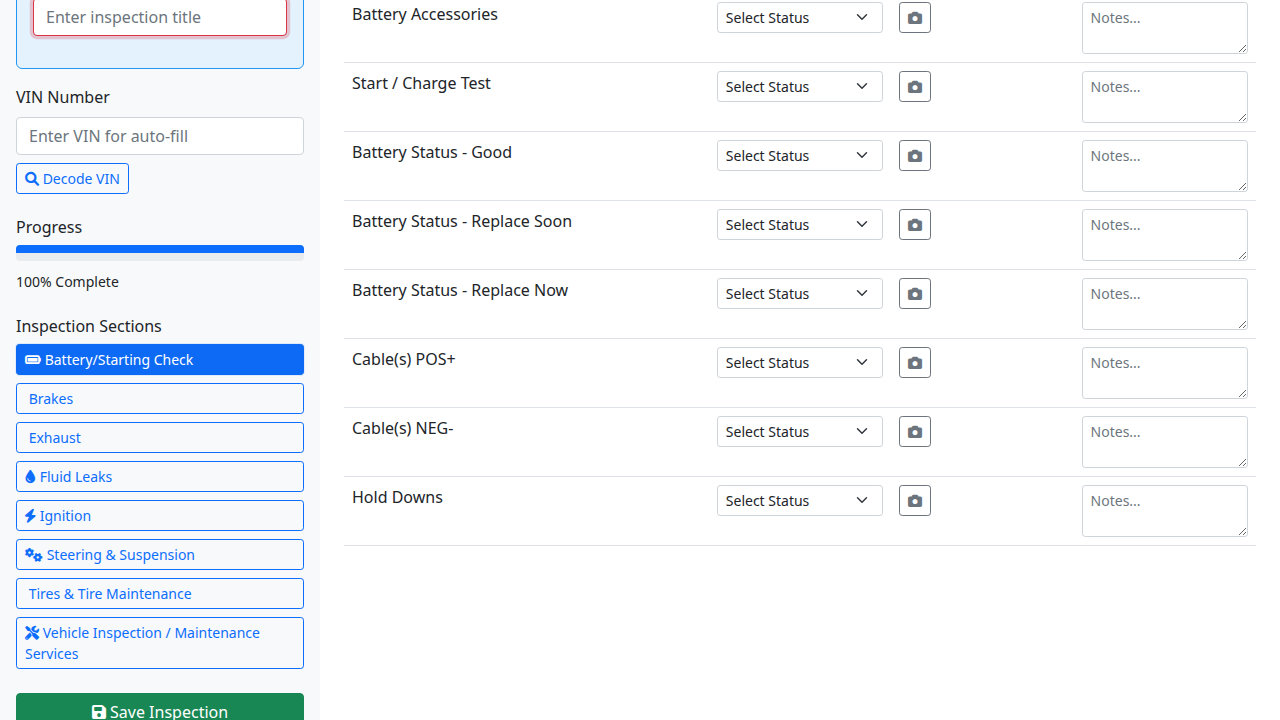 Enter inspection title
VIN Number
Enter VIN for auto-fill
Decode VIN
Progress
100% Complete
Inspection Sections
Battery/Starting Check
Brakes
Exhaust
Fluid Leaks
Ignition
Steering & Suspension
Tires & Tire Maintenance
Vehicle Inspection / Maintenance
Services
Save Inspection
Battery Accessories Select Status Notes...
Start / Charge Test Select Status Notes...
Battery Status - Good Select Status Notes...
Battery Status - Replace Soon Select Status Notes...
Battery Status - Replace Now Select Status Notes...
Cable(s) POS+ Select Status Notes...
Cable(s) NEG- Select Status Notes...
Hold Downs Select Status Notes...